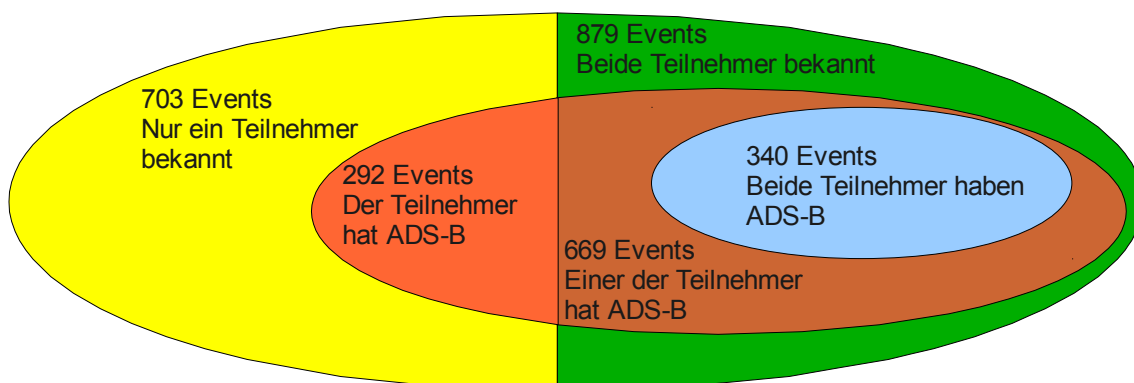 879 Events
Beide Teilnehmer bekannt
703 Events
Nur ein Teilnehmer
bekannt
292 Events
Der Teilnehmer
hat ADS-B
340 Events
Beide Teilnehmer haben
ADS-B
669 Events
Einer der Teilnehmer
hat ADS-B